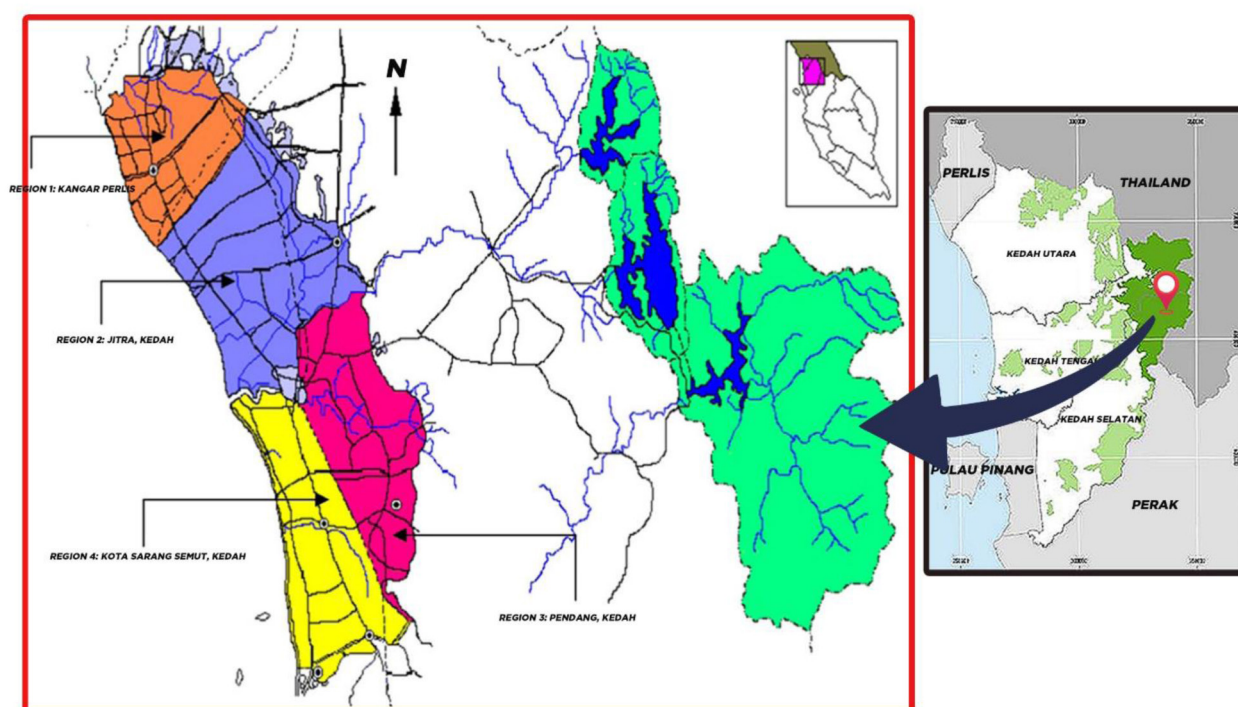 N
REGION 1: KANGAR PERLIS
REGION 2: JITRA, KEDAH
REGION 4: KOTA SARANG SEMUT, KEDAH
REGION 3: PENDANG, KEDAH
PERLIS
THAILAND
KEDAH UTARA
KEDAH TENGAH
KEDAH SELATAN
PULAU PINANG
PERAK